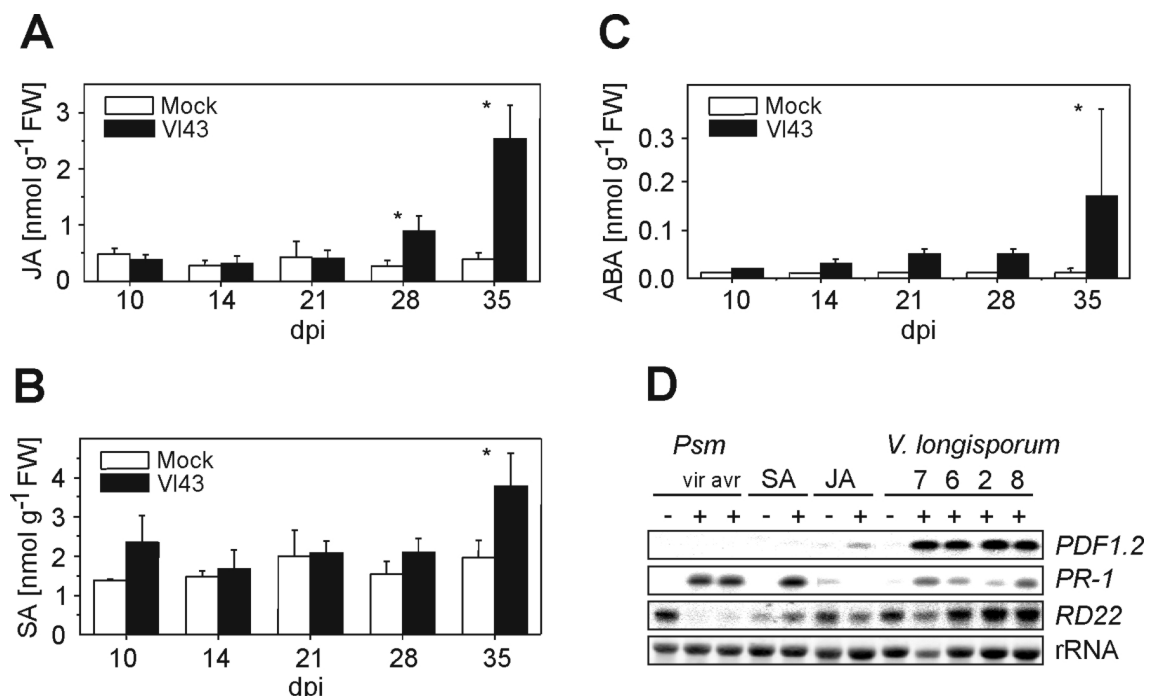 A
JA [nmol g-1 FW]
3
2
1
0
Mock
Vl43
*
*
10 14 21 28 35
dpi
C
ABA [nmol g-1 FW]
0.3
0.2
0.1
0.0
Mock
Vl43
*
10 14 21 28 35
dpi
B
SA [nmol g-1 FW]
4
3
2
1
0
Mock
Vl43
*
10 14 21 28 35
dpi
D
Psm V. longisporum
vir avr SA JA 7 6 2 8
- + + - + - + - + + + +
PDF1.2
PR-1
RD22
rRNA